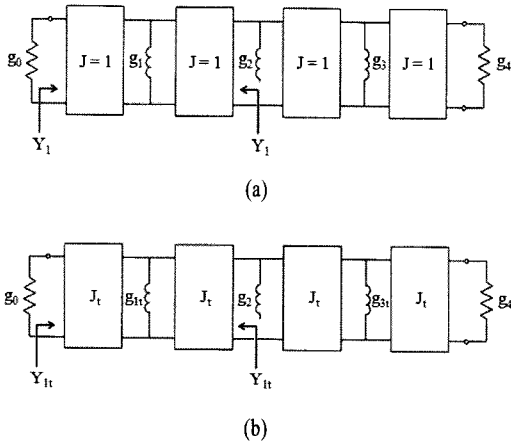 g0 J = 1 g1 J = 1 g2 J = 1 g3 J = 1 g4
Y1 Y1
(a)
g0 Jt g1t Jt g2 Jt g3t Jt g4
Y1t Y1t
(b)